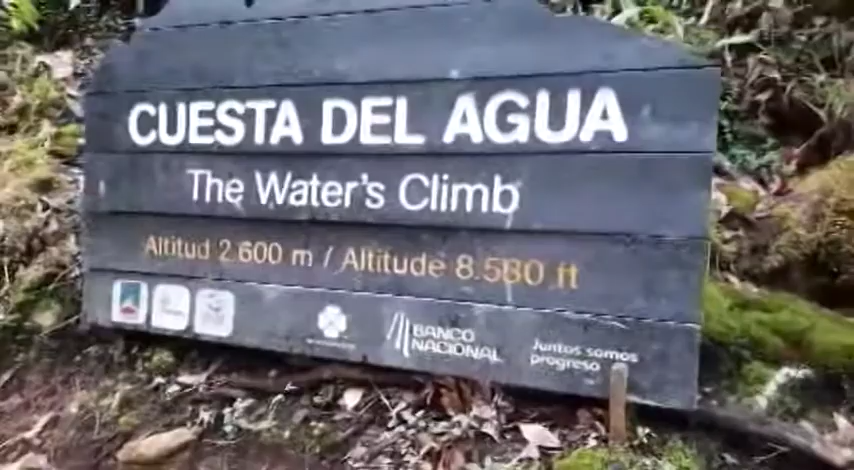 CUESTA DEL AGUA
The Water's Climb
Altitud 2.600 m / Altitude 8.580 ft
BANCO
NACIONAL
Juntos somos
progreso